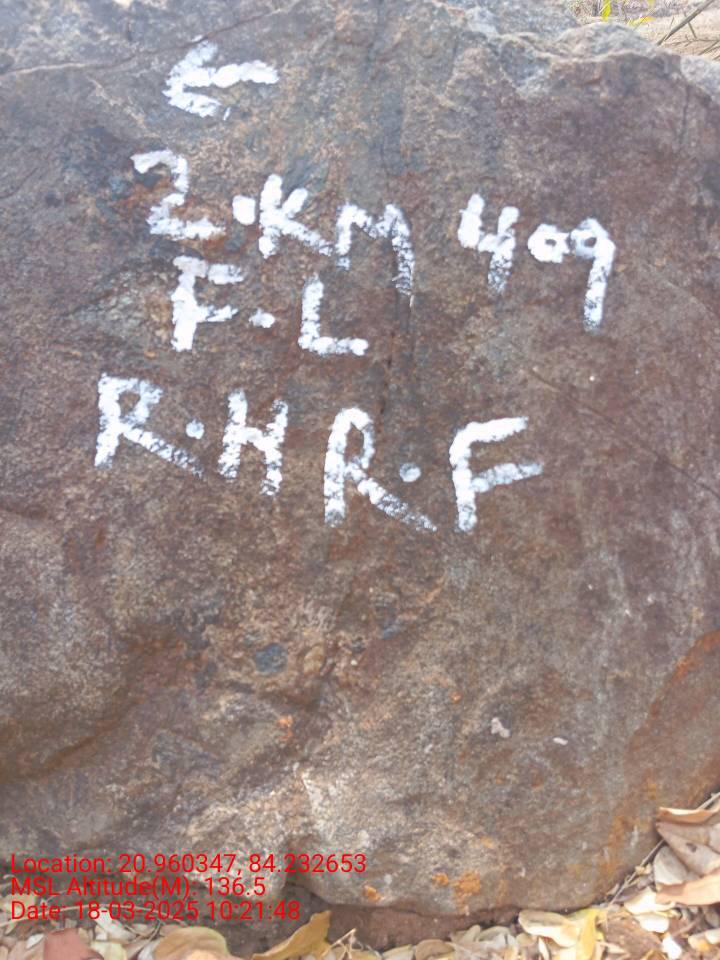 ←
2.KM 409
F.L
R.H R.F
Location: 20.960347, 84.232653
MSL Altitude(M): 136.5
Date: 18-03-2025 10:21:48